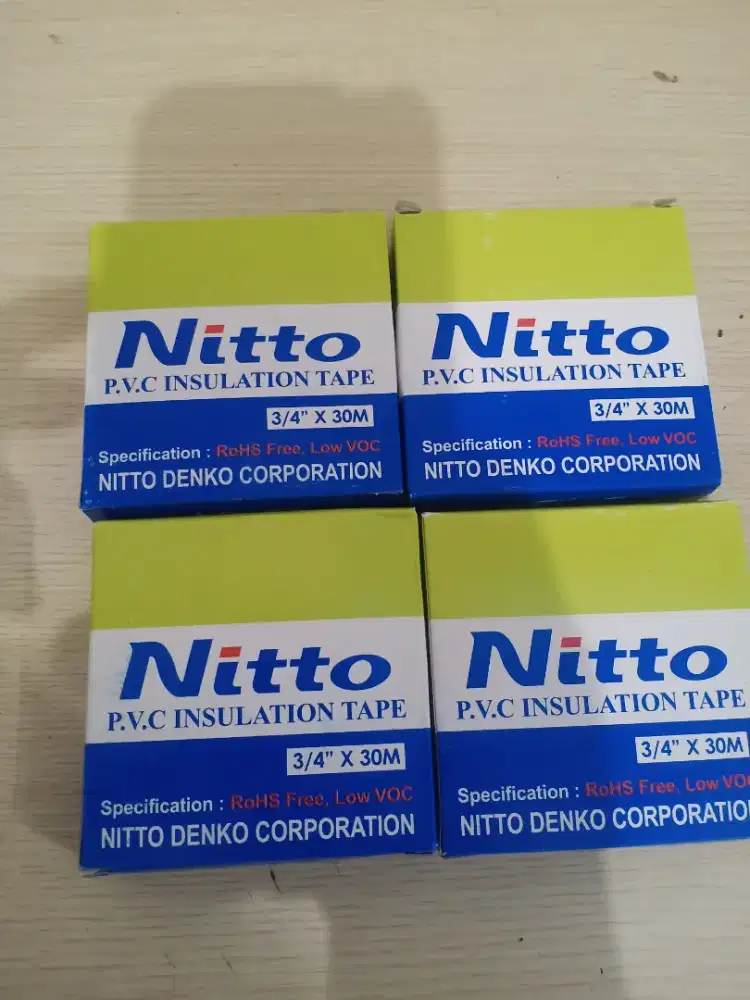 Nitto
P.V.C INSULATION TAPE
3/4" X 30M
Specification : RoHS Free, Low VOC
NITTO DENKO CORPORATION
Nitto
P.V.C INSULATION TAPE
3/4" X 30M
Specification : RoHS Free, Low VOC
NITTO DENKO CORPORATION
Nitto
P.V.C INSULATION TAPE
3/4" X 30M
Specification : RoHS Free, Low VOC
NITTO DENKO CORPORATION
Nitto
P.V.C INSULATION TAPE
3/4" X 30M
Specification : RoHS Free, Low VOC
NITTO DENKO CORPORATIO